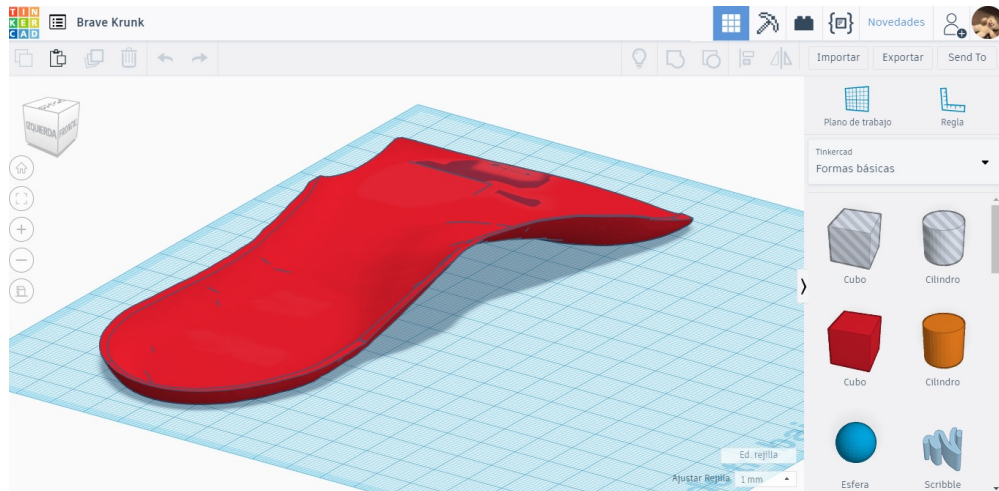 TIN
KER
CAD
Brave Krunk
Novedades
Importar
Exportar
Send To
IZQUIERDA
Plano de trabajo
Regla
Tinkercad
Formas básicas
Cubo
Cilindro
Cubo
Cilindro
Esfera
Scribble
Ed. rejilla
Ajustar Rejilla
1 mm